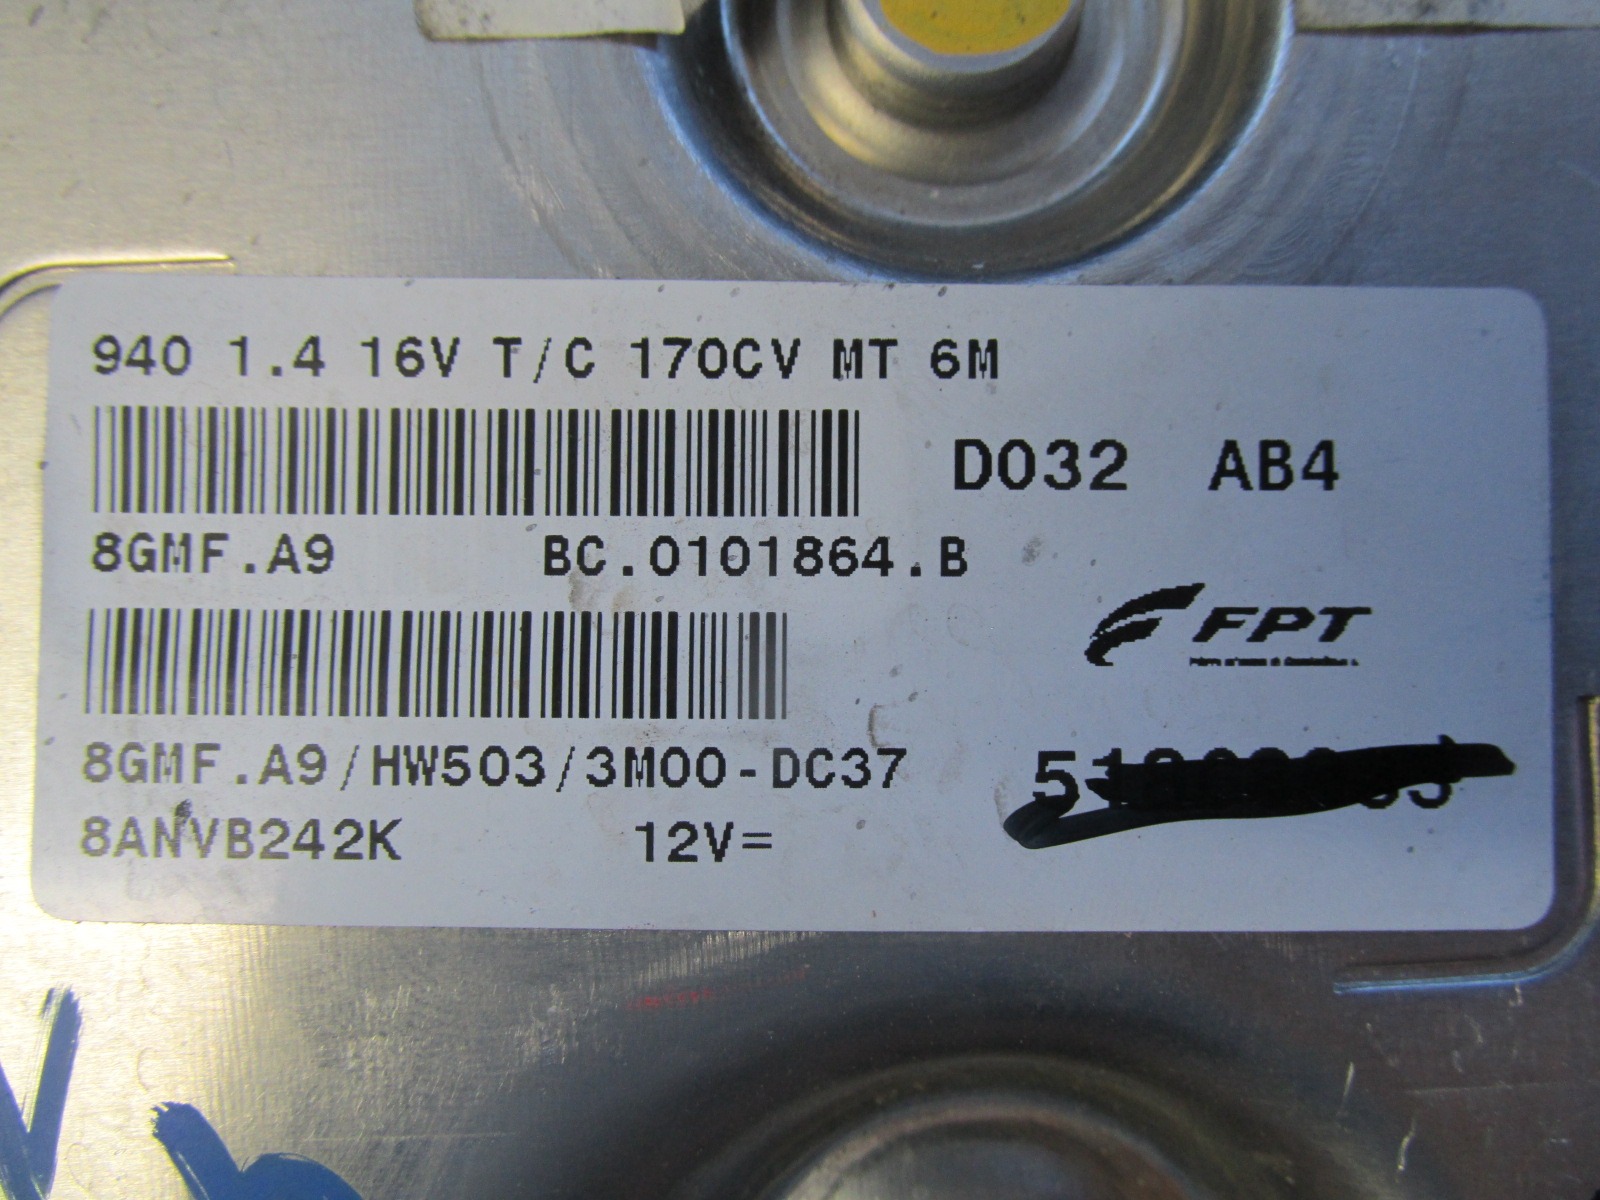 940 1.4 16V T/C 170CV MT 6M
D032 AB4
8GMF.A9 BC.0101864.B
FPT
8GMF.A9/HW503/3M00-DC37
8ANVB242K 12V=